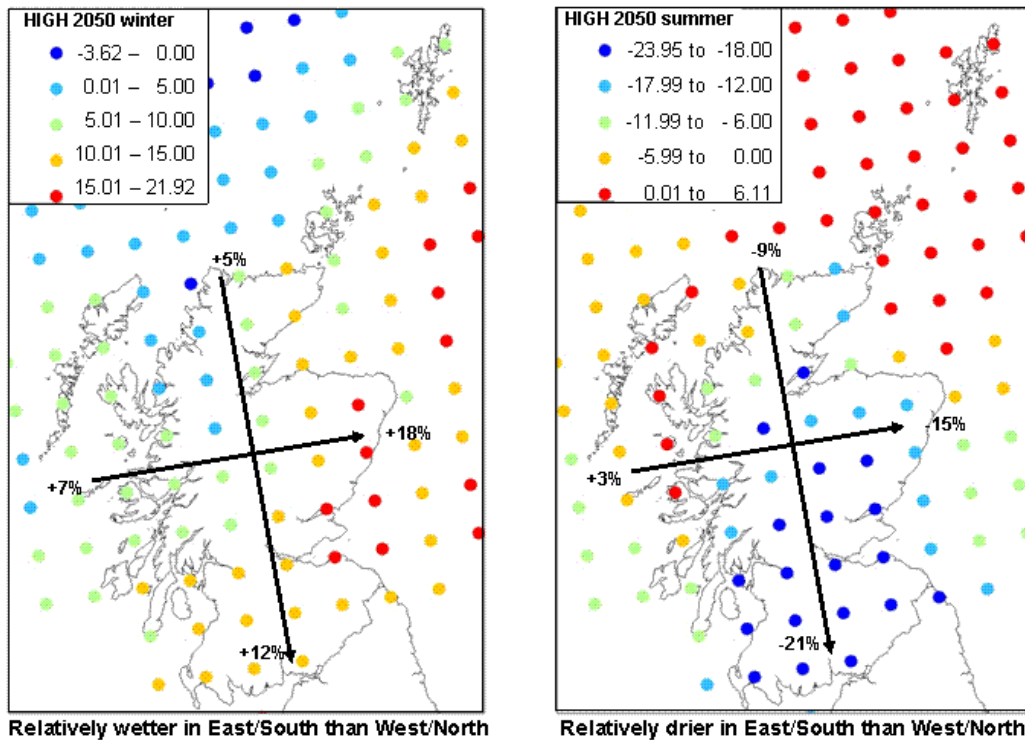 HIGH 2050 winter
-3.62 – 0.00
0.01 – 5.00
5.01 – 10.00
10.01 – 15.00
15.01 – 21.92
+5%
+18%
+7%
+12%
Relatively wetter in East/South than West/North
HIGH 2050 summer
-23.95 to -18.00
-17.99 to -12.00
-11.99 to - 6.00
-5.99 to 0.00
0.01 to 6.11
-9%
-15%
+3%
-21%
Relatively drier in East/South than West/North